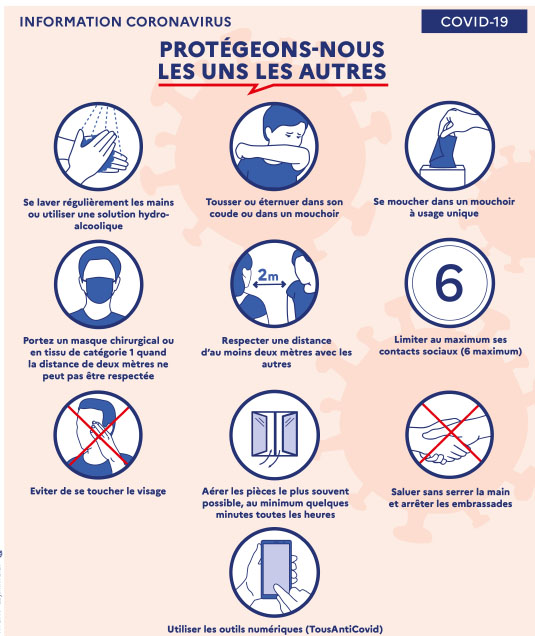 INFORMATION CORONAVIRUS
COVID-19
PROTÉGEONS-NOUS
LES UNS LES AUTRES
Se laver régulièrement les mains
ou utiliser une solution hydro-
alcoolique
Tousser ou éternuer dans son
coude ou dans un mouchoir
Se moucher dans un mouchoir
à usage unique
Portez un masque chirurgical ou
en tissu de catégorie 1 quand
la distance de deux mètres ne
peut pas être respectée
2m
Respecter une distance
d'au moins deux mètres avec les
autres
6
Limiter au maximum ses
contacts sociaux (6 maximum)
Eviter de se toucher le visage
Aérer les pièces le plus souvent
possible, au minimum quelques
minutes toutes les heures
Saluer sans serrer la main
et arrêter les embrassades
Utiliser les outils numériques (TousAntiCovid)